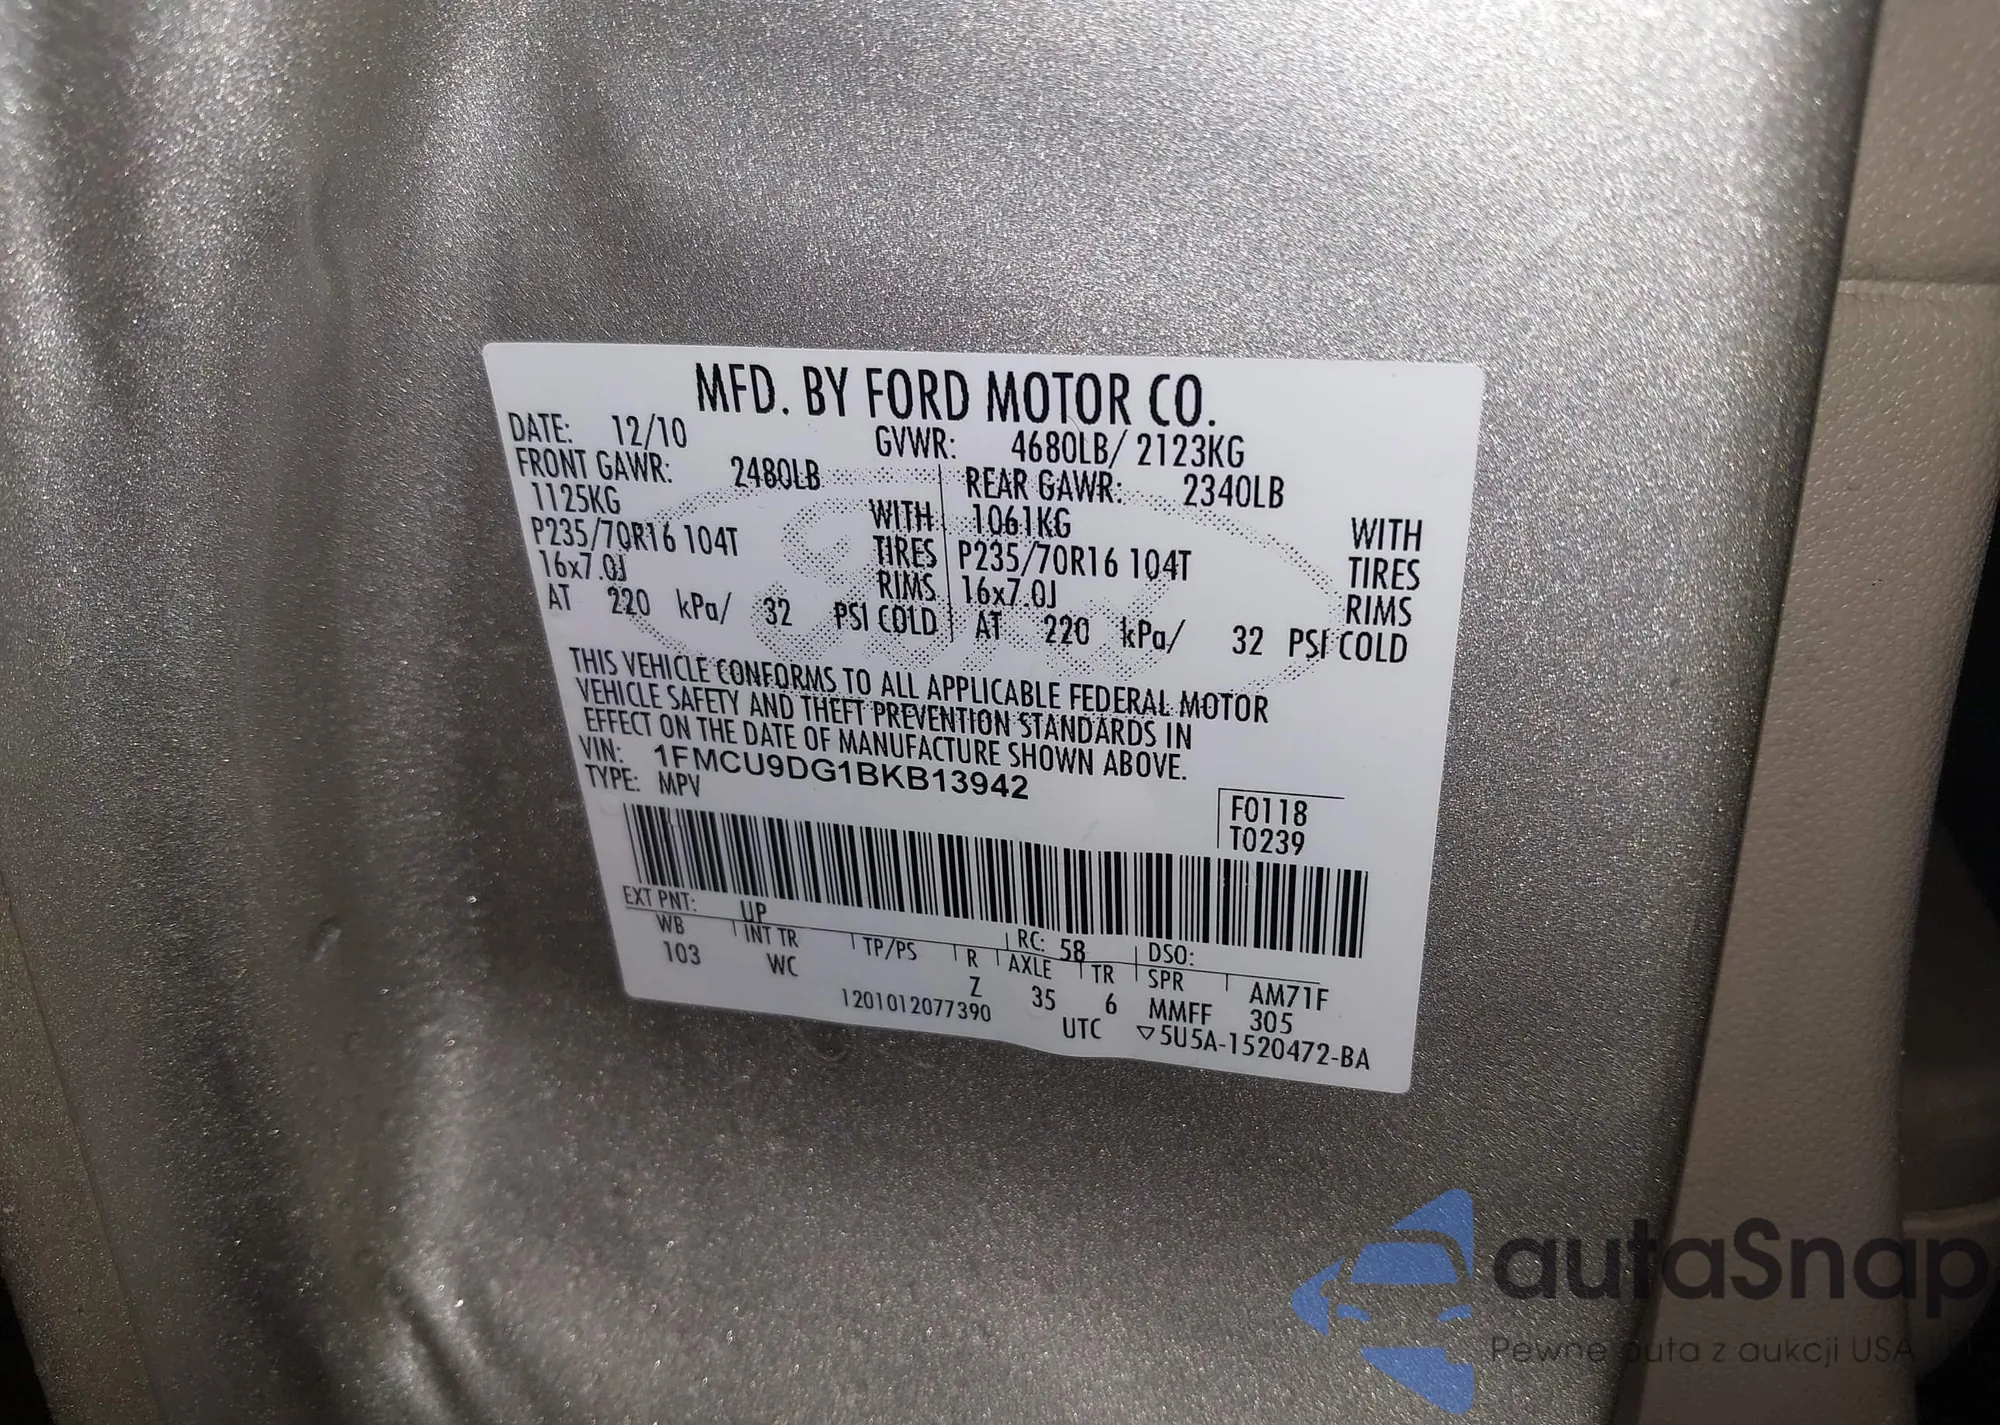 MFD. BY FORD MOTOR CO.
DATE: 12/10 GVWR: 4680LB/ 2123KG
FRONT GAWR: 2480LB REAR GAWR: 2340LB
1125KG WITH 1061KG WITH
P235/70R16 104T TIRES P235/70R16 104T TIRES
16x7.0J RIMS 16x7.0J RIMS
AT 220 kPa/ 32 PSI COLD AT 220 kPa/ 32 PSI COLD
THIS VEHICLE CONFORMS TO ALL APPLICABLE FEDERAL MOTOR
VEHICLE SAFETY AND THEFT PREVENTION STANDARDS IN
EFFECT ON THE DATE OF MANUFACTURE SHOWN ABOVE.
VIN: 1FMCU9DG1BKB13942
TYPE: MPV
F0118
T0239
EXT PNT: UP RC: 58 DSO:
WB INT TR TP/PS R AXLE TR SPR AM71F
103 WC Z 35 6 MMFF 305
1201012077390 UTC ▽5U5A-1520472-BA
autaSnap
Pewne auta z aukcji USA